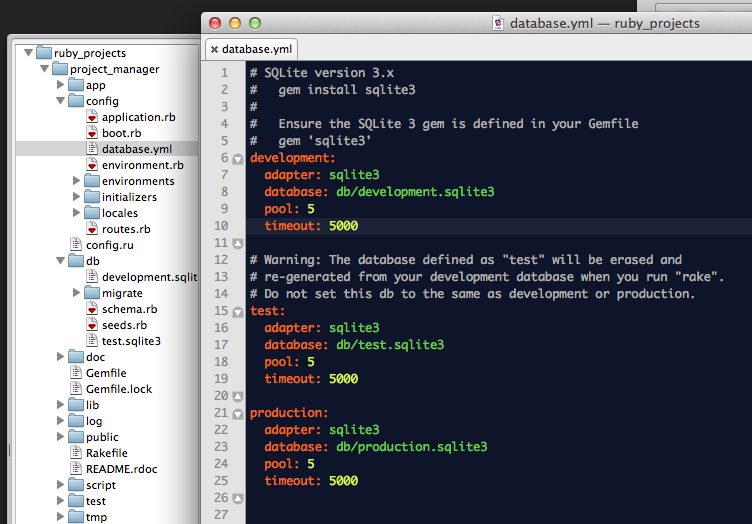 database.yml — ruby_projects
ruby_projects
project_manager
app
config
application.rb
boot.rb
database.yml
environment.rb
environments
initializers
locales
routes.rb
config.ru
db
development.sqlit
migrate
schema.rb
seeds.rb
test.sqlite3
doc
Gemfile
Gemfile.lock
lib
log
public
Rakefile
README.rdoc
script
test
tmp
× database.yml
1 # SQLite version 3.x
2 #   gem install sqlite3
3 #
4 #   Ensure the SQLite 3 gem is defined in your Gemfile
5 #   gem 'sqlite3'
6 development:
7   adapter: sqlite3
8   database: db/development.sqlite3
9   pool: 5
10   timeout: 5000
11
12 # Warning: The database defined as "test" will be erased and
13 # re-generated from your development database when you run "rake".
14 # Do not set this db to the same as development or production.
15 test:
16   adapter: sqlite3
17   database: db/test.sqlite3
18   pool: 5
19   timeout: 5000
20
21 production:
22   adapter: sqlite3
23   database: db/production.sqlite3
24   pool: 5
25   timeout: 5000
26
27